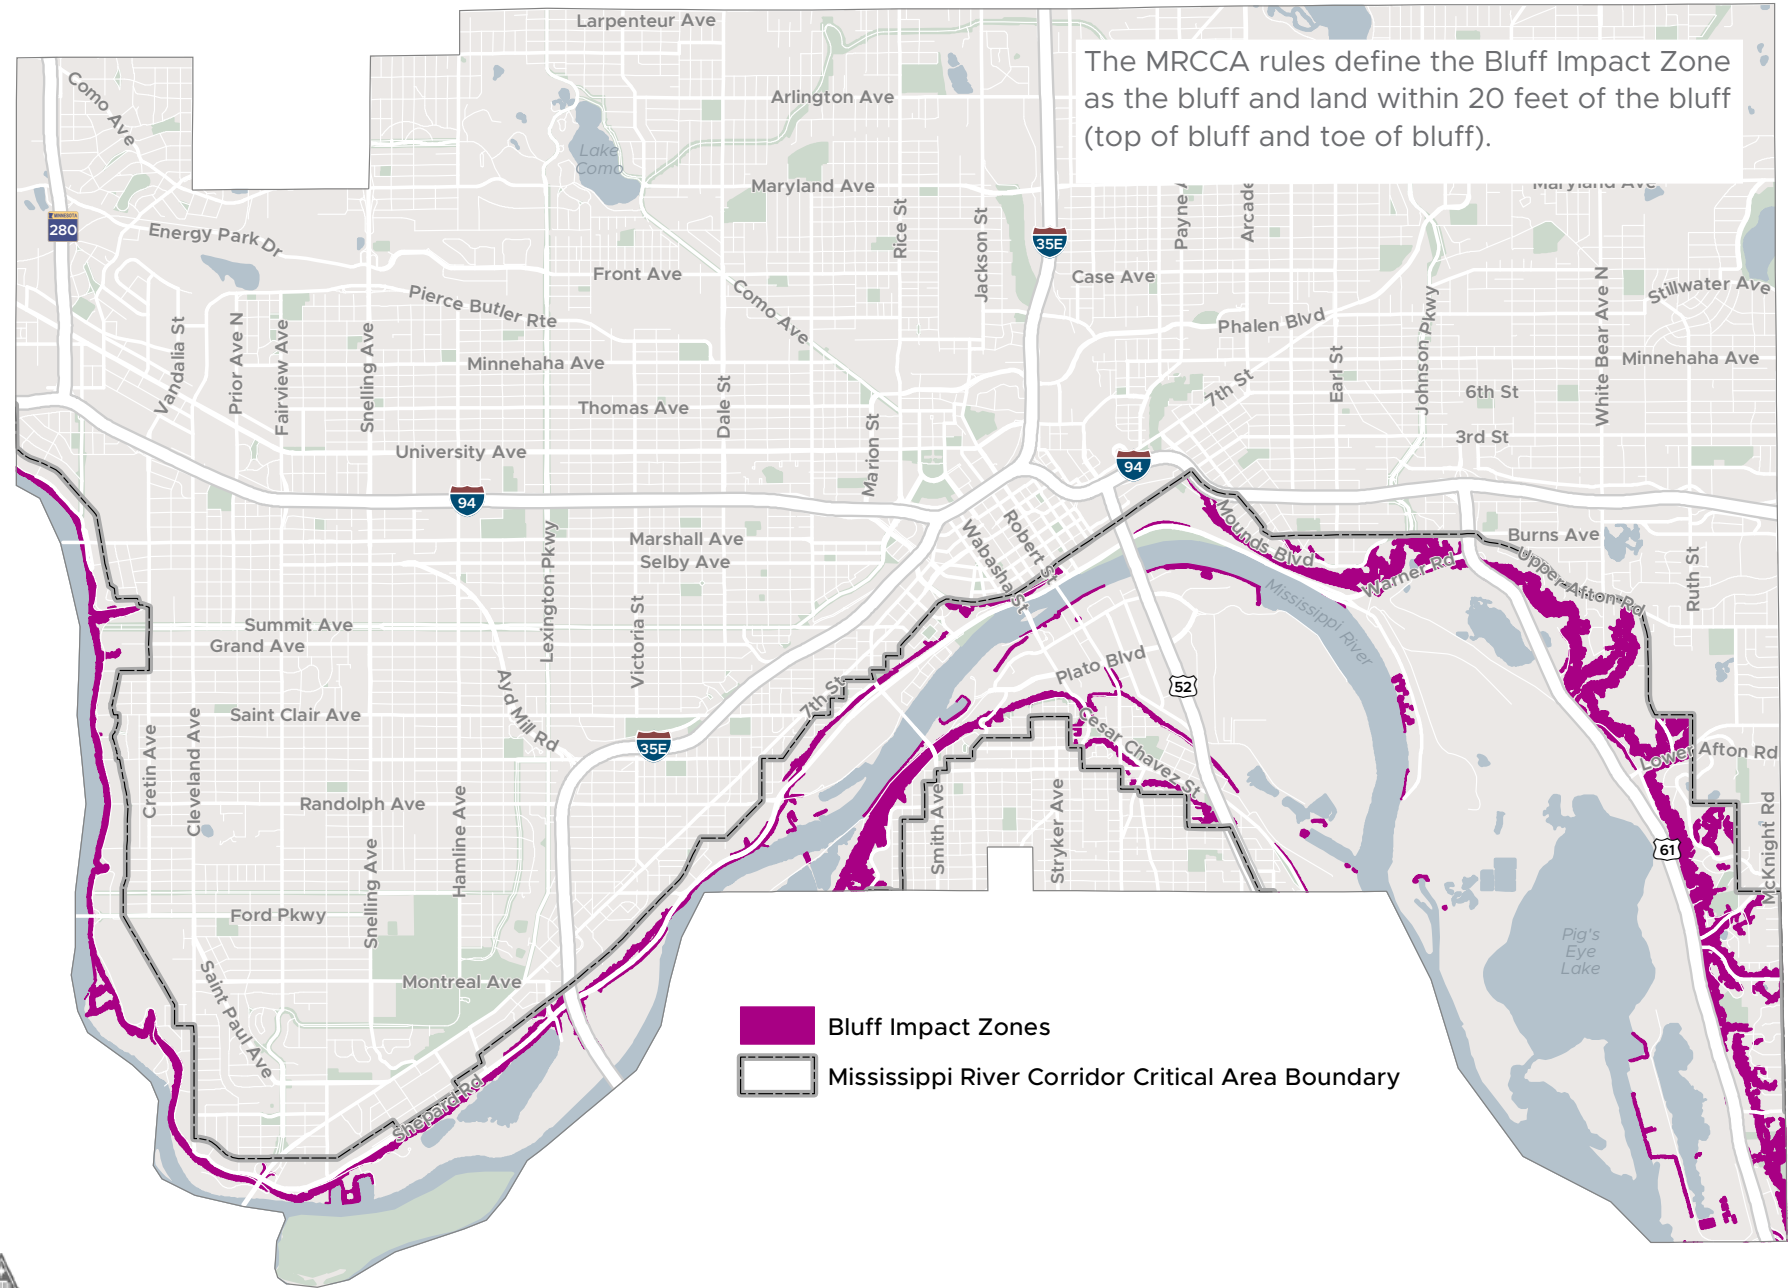 Larpenteur Ave
The MRCCA rules define the Bluff Impact Zone
as the bluff and land within 20 feet of the bluff
(top of bluff and toe of bluff).
Como Ave
Arlington Ave
Lake
Como
Maryland Ave
Maryland Ave
MINNESOTA
280
Energy Park Dr
Rice St
Jackson St
35E
Payne
Arcade
Front Ave
Case Ave
Pierce Butler Rte
Como Ave
Stillwater Ave
Phalen Blvd
Vandalia St
Prior Ave N
Fairview Ave
Snelling Ave
Minnehaha Ave
Dale St
Earl St
Johnson Pkwy
White Bear Ave N
Minnehaha Ave
7th St
6th St
Thomas Ave
Marion St
3rd St
University Ave
94
94
Lexington Pkwy
Marshall Ave
Selby Ave
Wabasha St
Robert St
Mounds Blvd
Warner Rd
Burns Ave
Upper Afton Rd
Ruth St
Mississippi River
Summit Ave
Grand Ave
Victoria St
Plato Blvd
52
Ayd Mill Rd
7th St
Saint Clair Ave
35E
Cesar Chavez St
Lower Afton Rd
Cretin Ave
Cleveland Ave
Randolph Ave
Hamline Ave
Smith Ave
Stryker Ave
61
McKnight Rd
Snelling Ave
Ford Pkwy
Pig's
Eye
Lake
Saint Paul Ave
Montreal Ave
Shepard Rd
Bluff Impact Zones
Mississippi River Corridor Critical Area Boundary